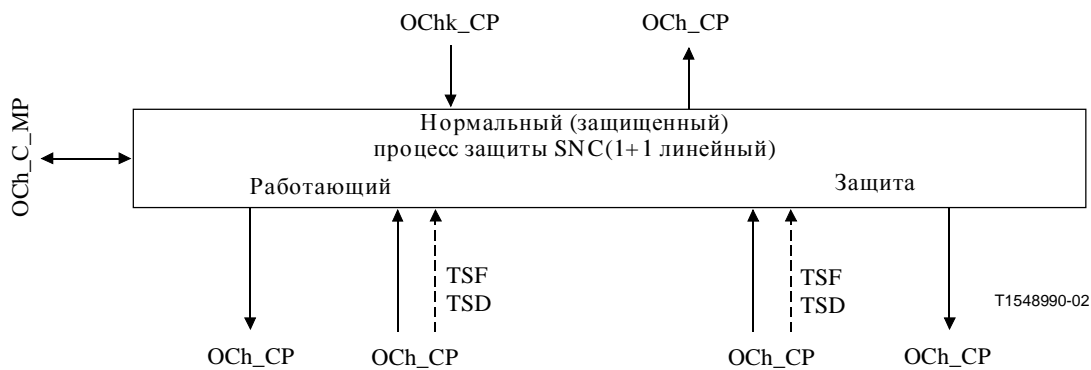 OChk_CP
OCh_CP
OCh_C_MP
Нормальный (защищенный)
процесс защиты SNC(1+1 линейный)
Работающий
Защита
TSF
TSD
TSF
TSD
T1548990-02
OCh_CP
OCh_CP
OCh_CP
OCh_CP